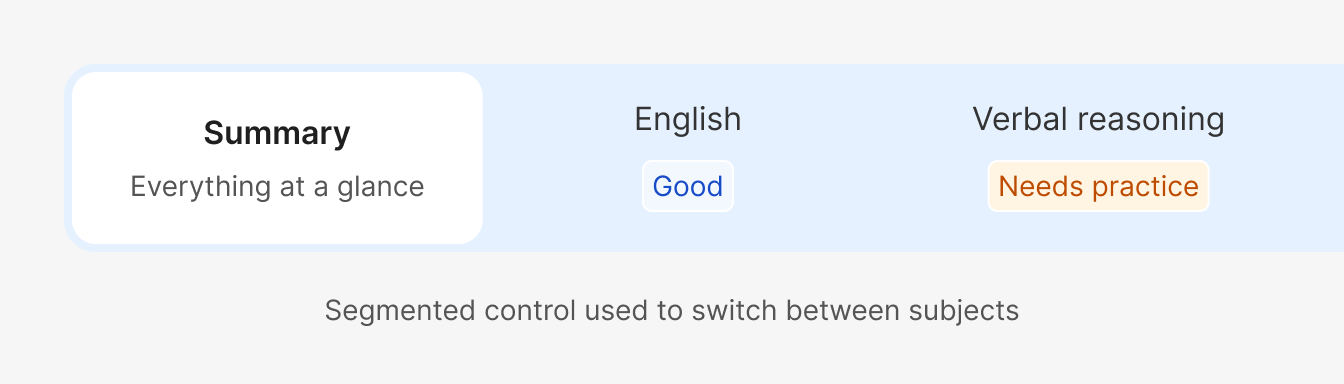 Summary
Everything at a glance
English
Good
Verbal reasoning
Needs practice
Segmented control used to switch between subjects